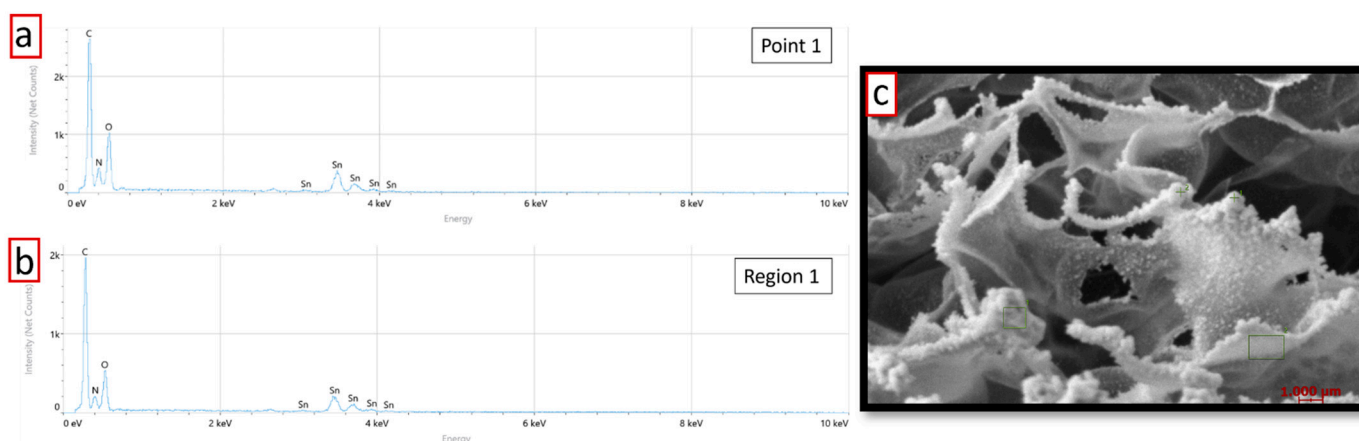 a
Point 1
Intensity (Net Counts)
2k
1k
0
C
N
O
Sn
Sn
Sn
Sn
Sn
0 eV
2 keV
4 keV
6 keV
8 keV
10 keV
Energy
b
Region 1
Intensity (Net Counts)
2k
1k
0
C
N
O
Sn
Sn
Sn
Sn
Sn
0 eV
2 keV
4 keV
6 keV
8 keV
10 keV
Energy
c
1.000 µm